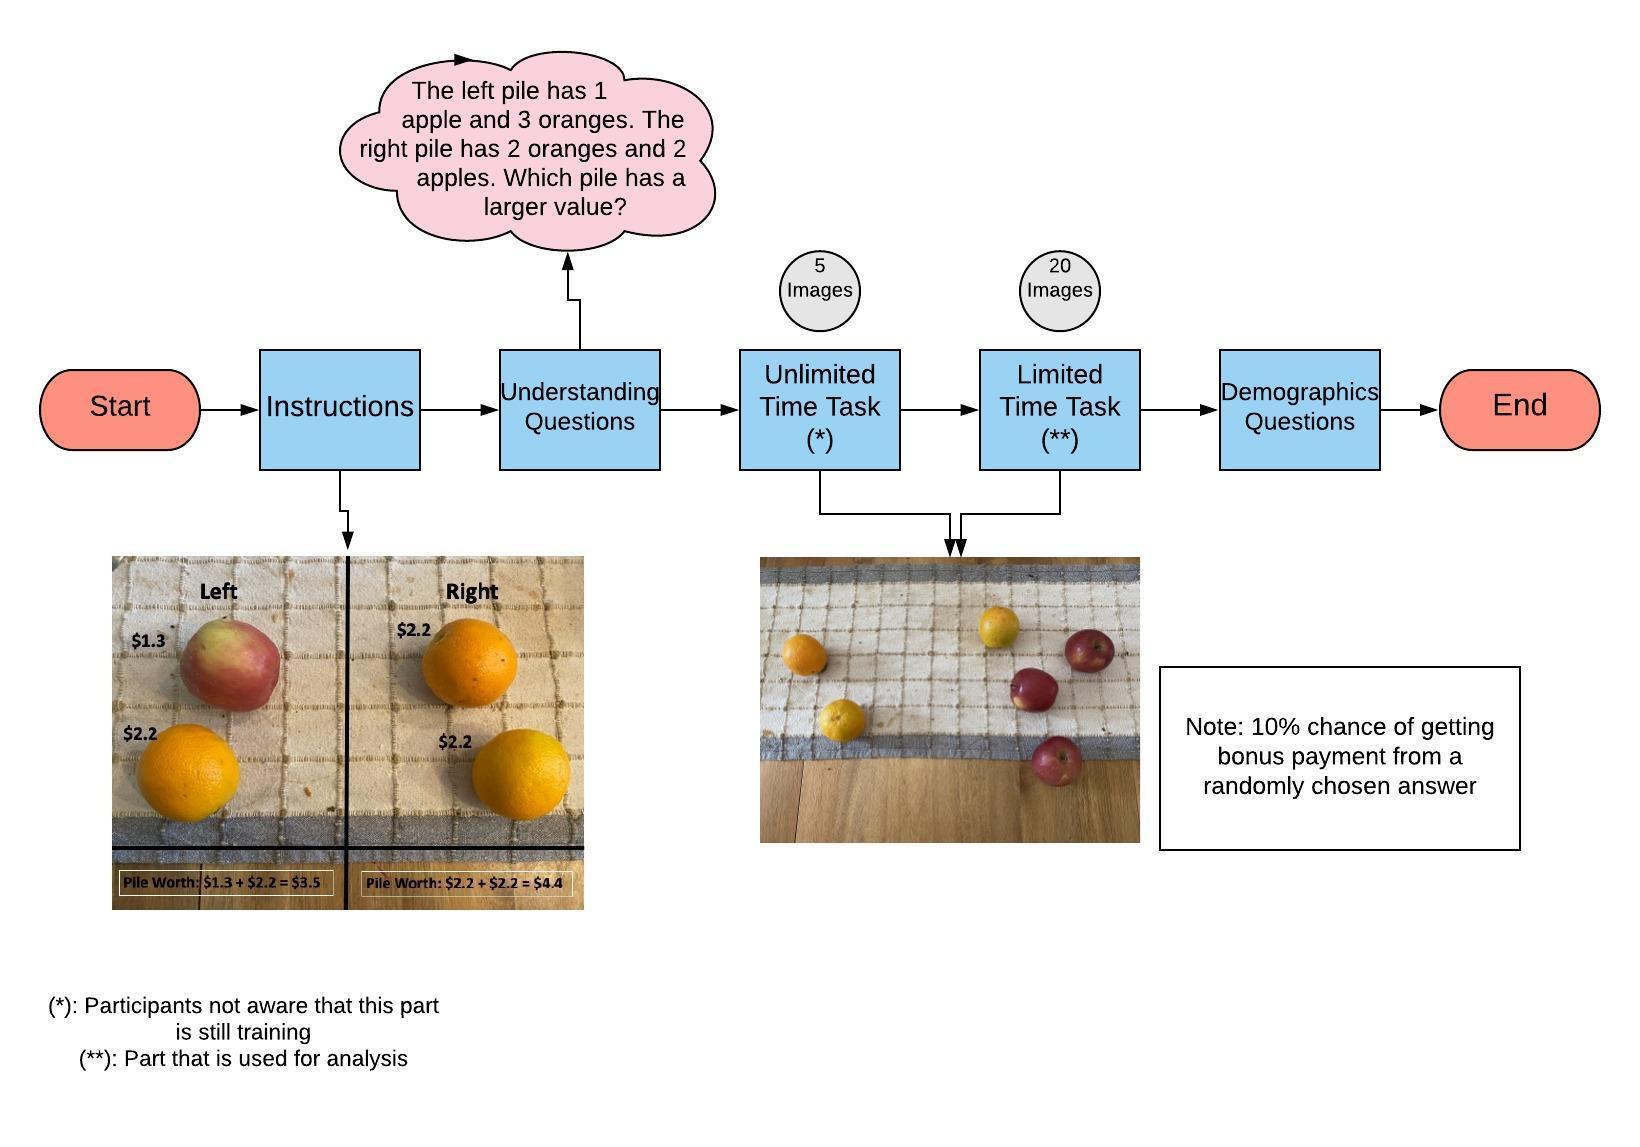 The left pile has 1
apple and 3 oranges. The
right pile has 2 oranges and 2
apples. Which pile has a
larger value?
5
Images
20
Images
Start
Instructions
Understanding
Questions
Unlimited
Time Task
(*)
Limited
Time Task
(**)
Demographics
Questions
End
Left
Right
$1.3
$2.2
$2.2
$2.2
Pile Worth: $1.3 + $2.2 = $3.5
Pile Worth: $2.2 + $2.2 = $4.4
Note: 10% chance of getting
bonus payment from a
randomly chosen answer
(*): Participants not aware that this part
is still training
(**): Part that is used for analysis